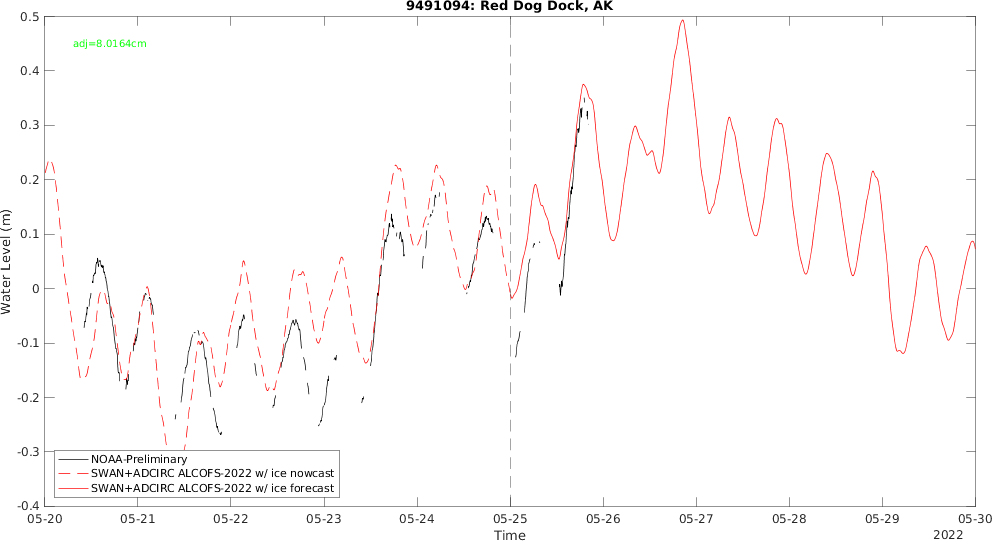 9491094: Red Dog Dock, AK
adj=8.0164cm
0.5
0.4
0.3
0.2
0.1
0
-0.1
-0.2
-0.3
-0.4
Water Level (m)
NOAA-Preliminary
SWAN+ADCIRC ALCOFS-2022 w/ ice nowcast
SWAN+ADCIRC ALCOFS-2022 w/ ice forecast
05-20 05-21 05-22 05-23 05-24 05-25 05-26 05-27 05-28 05-29 05-30
Time
2022